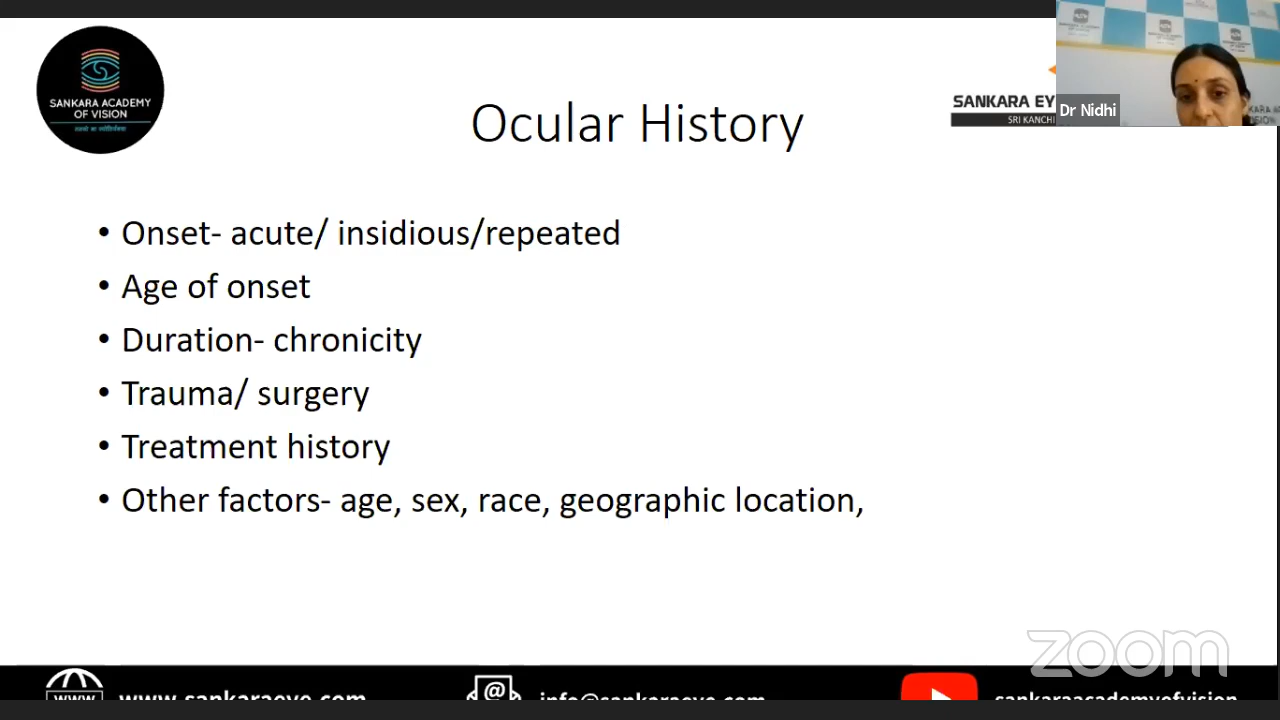 SANKARA ACADEMY
OF VISION
Ocular History
SANKARA EY
SRI KANCHI
Dr Nidhi
• Onset- acute/ insidious/repeated
• Age of onset
• Duration- chronicity
• Trauma/ surgery
• Treatment history
• Other factors- age, sex, race, geographic location,
zoom
www www.sankaraeye.com
@ info@sankaraeye.com
sankaraacademyofvision